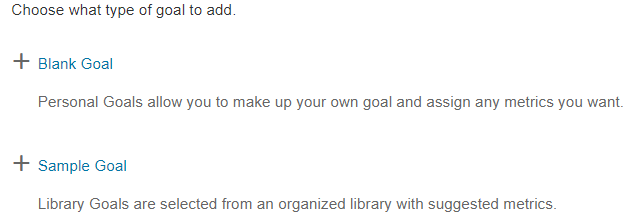 Choose what type of goal to add.
Blank Goal
Personal Goals allow you to make up your own goal and assign any metrics you want.
Sample Goal
Library Goals are selected from an organized library with suggested metrics.